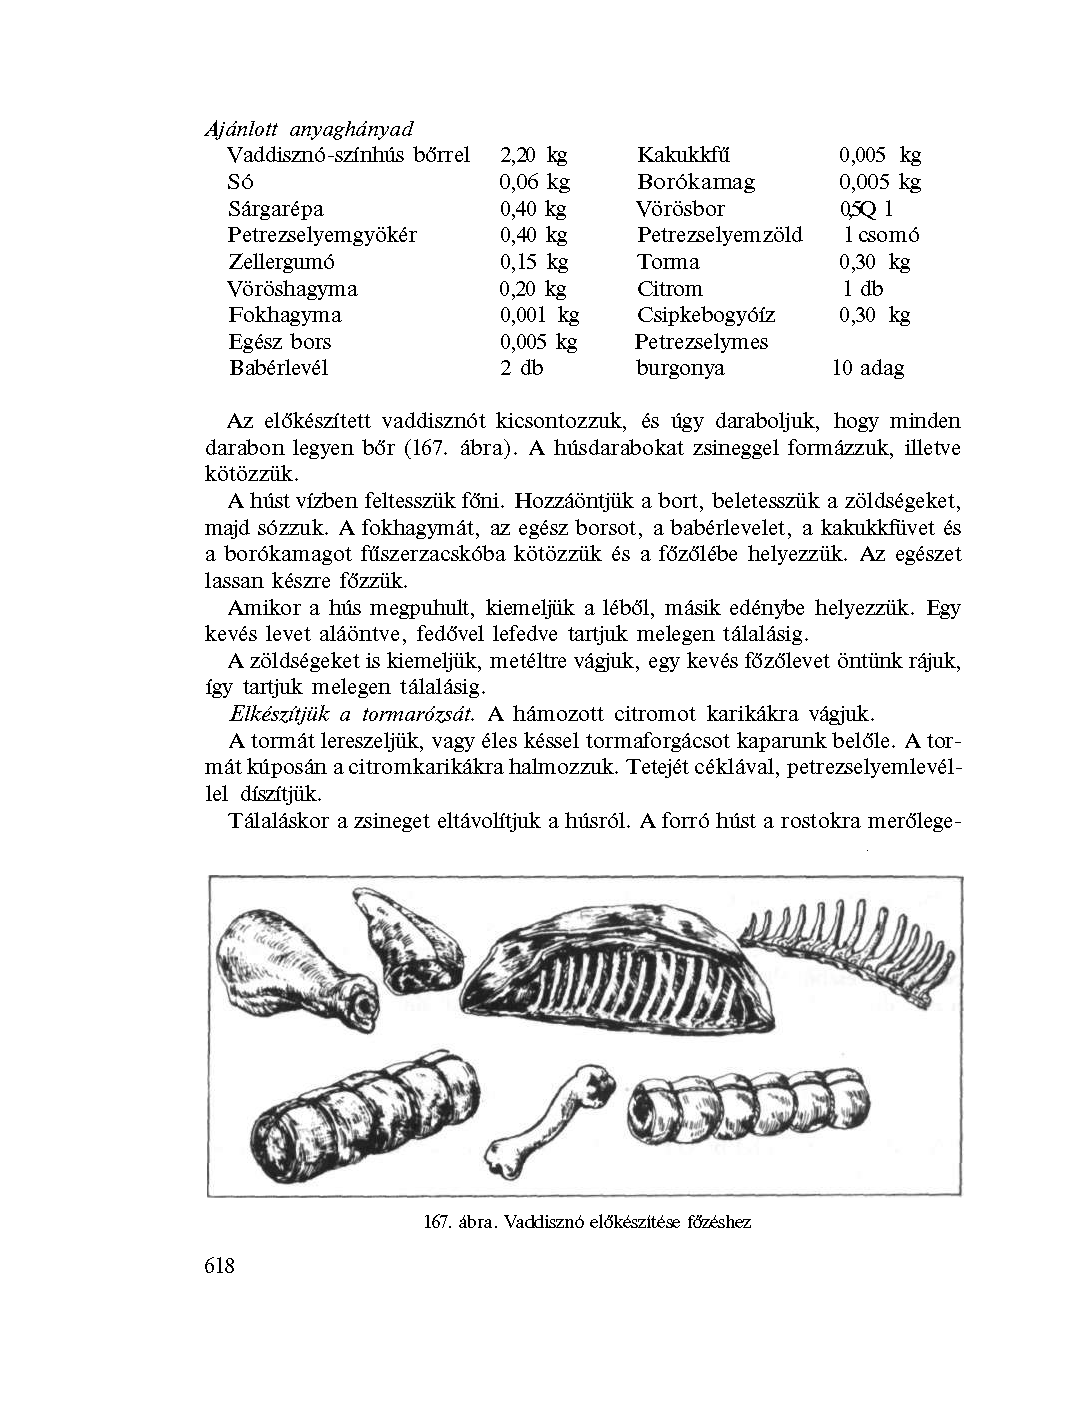 Ajánlott anyaghányad
Vaddisznó-színhús bőrrel 2,20 kg Kakukkfű 0,005 kg
Só 0,06 kg Borókamag 0,005 kg
Sárgarépa 0,40 kg Vörösbor 0,5Q l
Petrezselyemgyökér 0,40 kg Petrezselyemzöld 1 csomó
Zellergumó 0,15 kg Torma 0,30 kg
Vöröshagyma 0,20 kg Citrom 1 db
Fokhagyma 0,001 kg Csipkebogyóíz 0,30 kg
Egész bors 0,005 kg Petrezselymes
Babérlevél 2 db burgonya 10 adag
Az előkészített vaddisznót kicsontozzuk, és úgy daraboljuk, hogy minden
darabon legyen bőr (167. ábra). A húsdarabokat zsineggel formázzuk, illetve
kötözzük.
A húst vízben feltesszük főni. Hozzáöntjük a bort, beletesszük a zöldségeket,
majd sózzuk. A fokhagymát, az egész borsot, a babérlevelet, a kakukkfüvet és
a borókamagot fűszerzacskóba kötözzük és a főzőlébe helyezzük. Az egészet
lassan készre főzzük.
Amikor a hús megpuhult, kiemeljük a léből, másik edénybe helyezzük. Egy
kevés levet aláöntve, fedővel lefedve tartjuk melegen tálalásig.
A zöldségeket is kiemeljük, metéltre vágjuk, egy kevés főzőlevet öntünk rájuk,
így tartjuk melegen tálalásig.
Elkészítjük a tormarózsát. A hámozott citromot karikákra vágjuk.
A tormát lereszeljük, vagy éles késsel tormaforgácsot kaparunk belőle. A tor-
mát kúposán a citromkarikákra halmozzuk. Tetejét céklával, petrezselyemlevél-
lel díszítjük.
Tálaláskor a zsineget eltávolítjuk a húsról. A forró húst a rostokra merőlege-
167. ábra. Vaddisznó előkészítése főzéshez
618